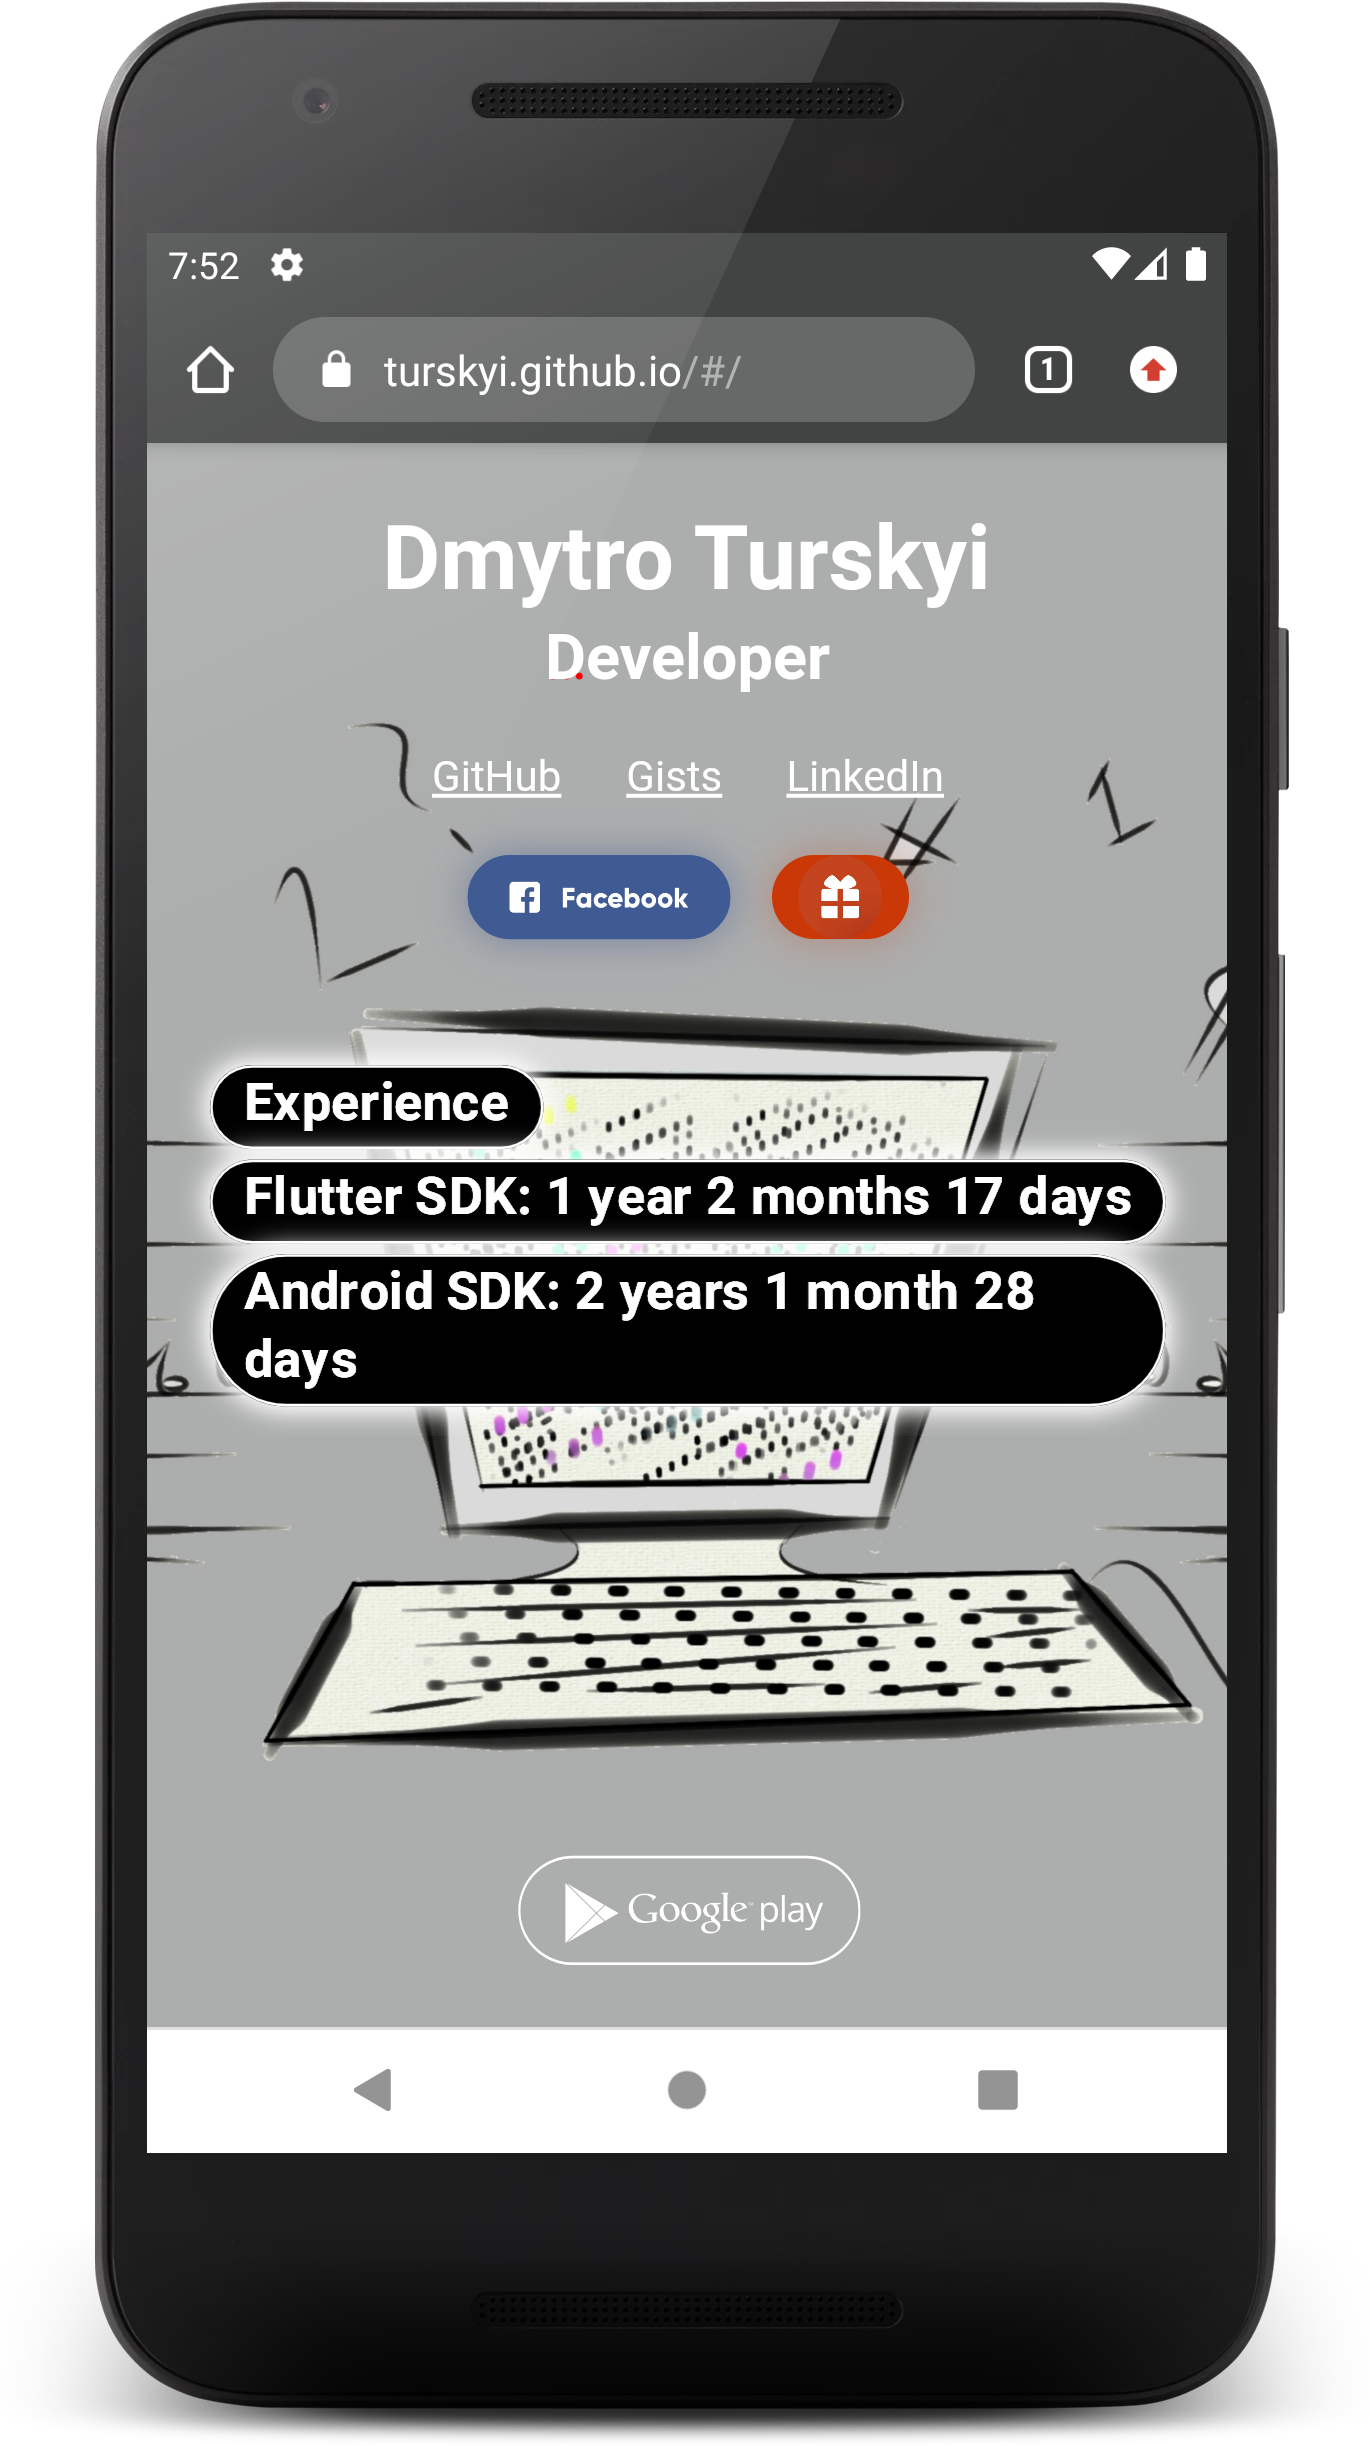 7:52
turskyi.github.io/#/
1
Dmytro Turskyi
Developer
GitHub Gists LinkedIn
Facebook
1
#
Experience
Flutter SDK: 1 year 2 months 17 days
Android SDK: 2 years 1 month 28
days
Google play